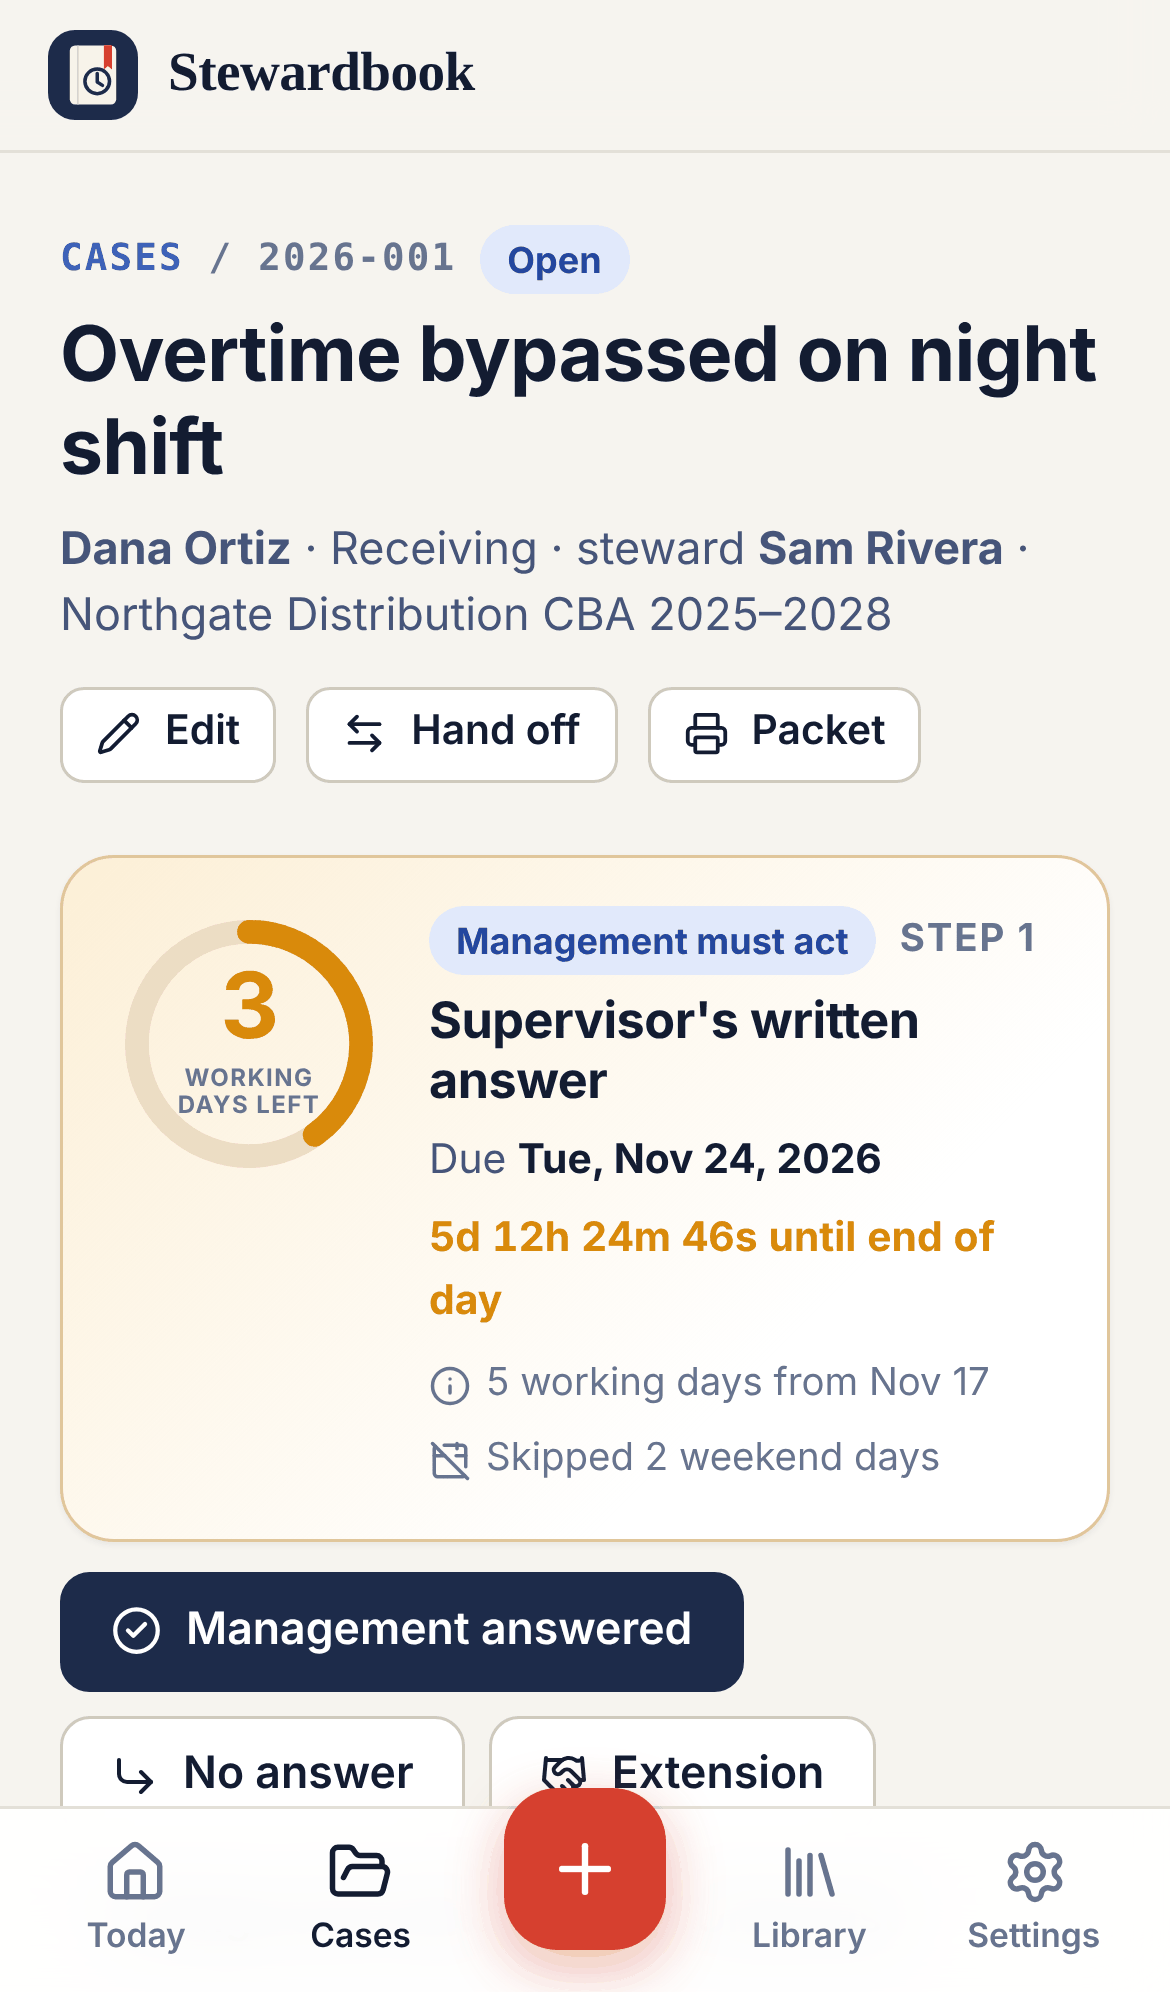 Stewardbook
CASES / 2026-001 Open
Overtime bypassed on night
shift
Dana Ortiz · Receiving · steward Sam Rivera ·
Northgate Distribution CBA 2025–2028
Edit Hand off Packet
3
WORKING
DAYS LEFT
Management must act STEP 1
Supervisor's written
answer
Due Tue, Nov 24, 2026
5d 12h 24m 46s until end of
day
5 working days from Nov 17
Skipped 2 weekend days
Management answered
No answer Extension
Today Cases Library Settings